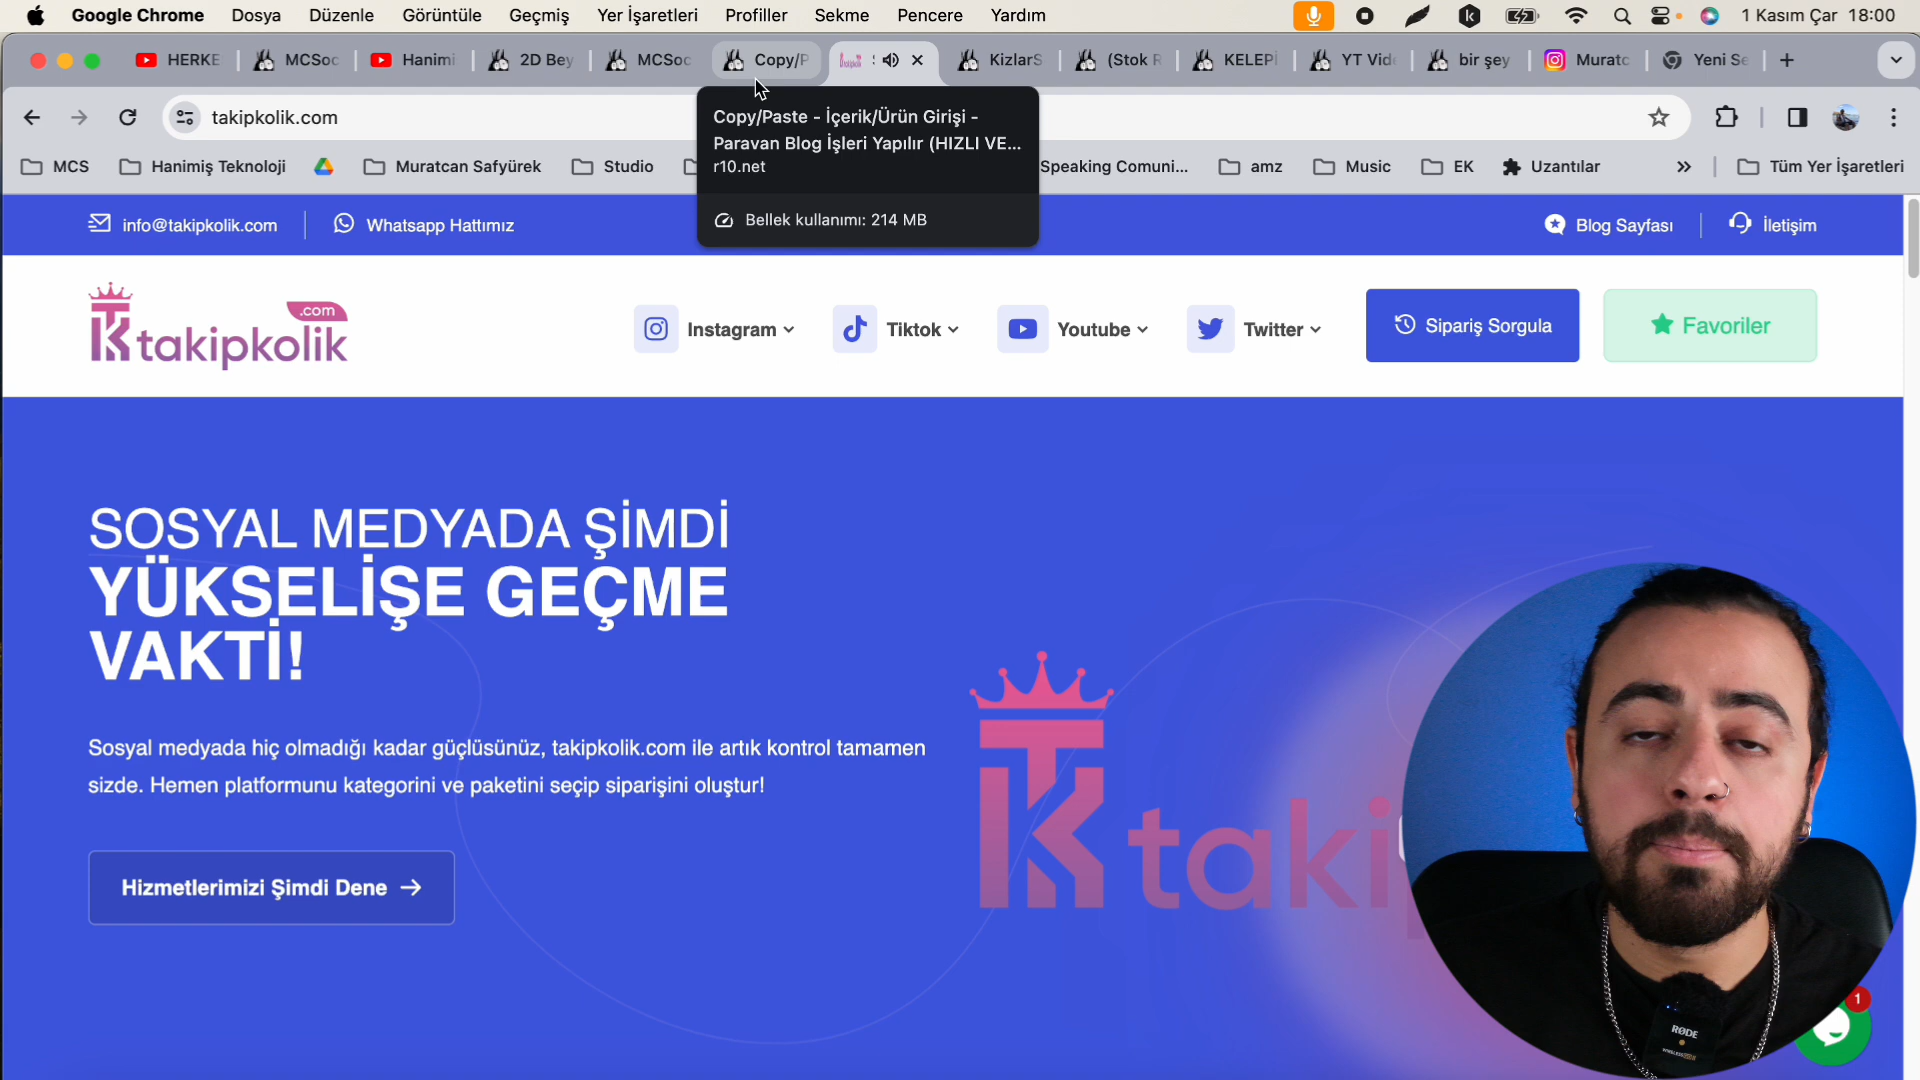 Google Chrome Dosya Düzenle Görüntüle Geçmiş Yer İşaretleri Profiller Sekme Pencere Yardım 1 Kasım Çar 18:00
HERKE MCSoc Hanimi 2D Bey MCSoc Copy/P KizlarS (Stok R KELEPİ YT Vide bir şey Muratc Yeni Se
takipkolik.com
Copy/Paste - İçerik/Ürün Girişi -
Paravan Blog İşleri Yapılır (HIZLI VE...
r10.net
Bellek kullanımı: 214 MB
MCS Hanimiş Teknoloji Muratcan Safyürek Studio Speaking Comuni... amz Music EK Uzantılar Tüm Yer İşaretleri
info@takipkolik.com Whatsapp Hattımız Blog Sayfası İletişim
.com
takipkolik
Instagram Tiktok Youtube Twitter Sipariş Sorgula Favoriler
SOSYAL MEDYADA ŞİMDİ
YÜKSELİŞE GEÇME
VAKTİ!
Sosyal medyada hiç olmadığı kadar güçlüsünüz, takipkolik.com ile artık kontrol tamamen
sizde. Hemen platformunu kategorini ve paketini seçip siparişini oluştur!
Hizmetlerimizi Şimdi Dene
taki
1
RØDE